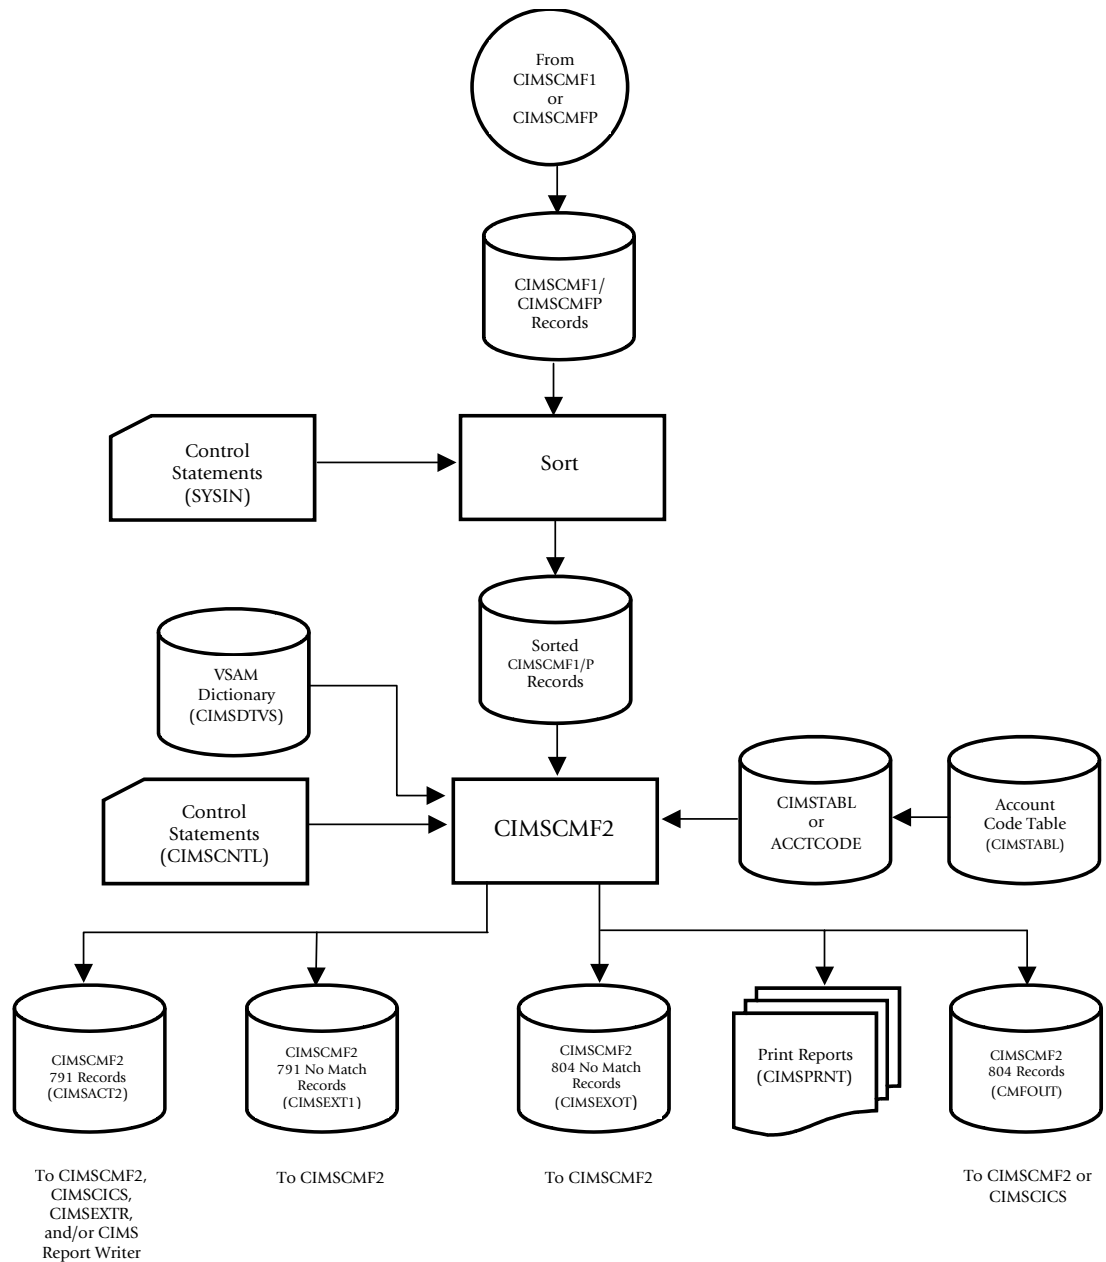 From
CIMSCMF1
or
CIMSCMFP
CIMSCMF1/
CIMSCMFP
Records
Control
Statements
(SYSIN)
Sort
Sorted
CIMSCMF1/P
Records
VSAM
Dictionary
(CIMSDTVS)
Control
Statements
(CIMSCNTL)
CIMSCMF2
CIMSTABL
or
ACCTCODE
Account
Code Table
(CIMSTABL)
CIMSCMF2
791 Records
(CIMSACT2)
CIMSCMF2
791 No Match
Records
(CIMSEXT1)
CIMSCMF2
804 No Match
Records
(CIMSEXOT)
Print Reports
(CIMSPRNT)
CIMSCMF2
804 Records
(CMFOUT)
To CIMSCMF2,
CIMSCICS,
CIMSEXTR,
and/or CIMS
Report Writer
To CIMSCMF2
To CIMSCMF2
To CIMSCMF2 or
CIMSCICS